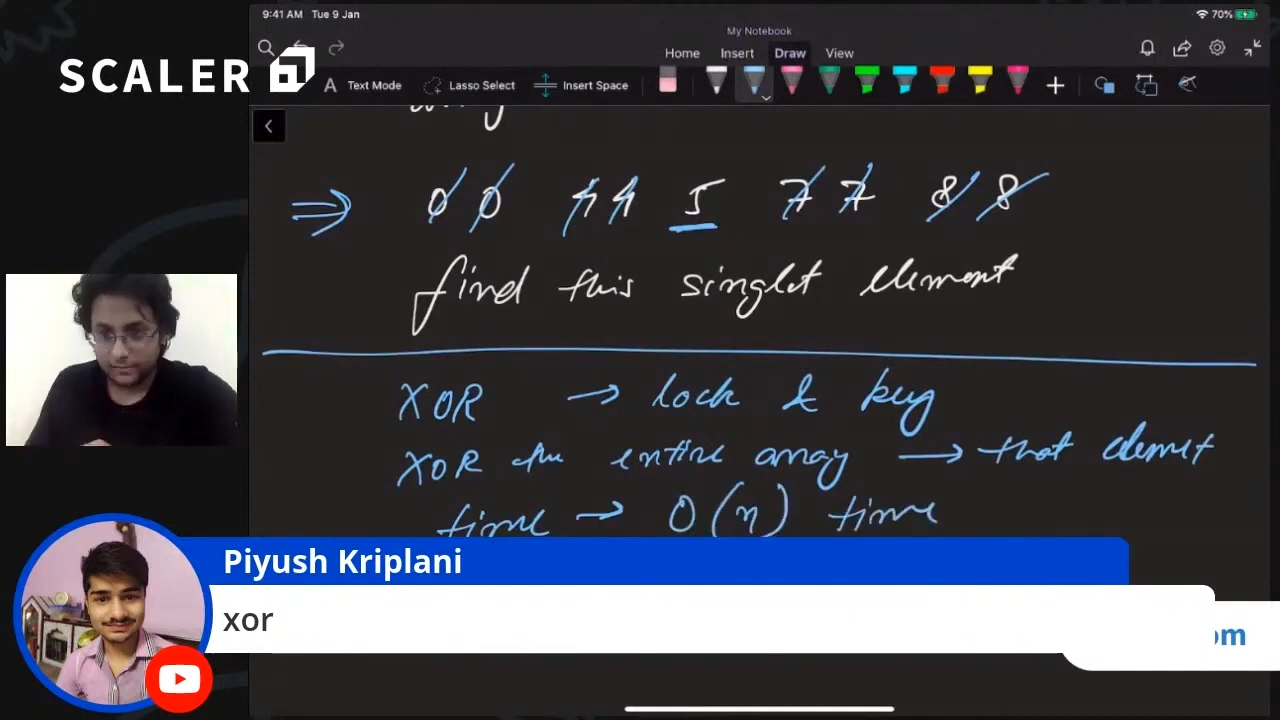 9:41 AM Tue 9 Jan
70%
My Notebook
SCALER
Home Insert Draw View
Text Mode Lasso Select Insert Space
⇒ 0 0 4 4 5 7 7 8 8
find this singlet element
XOR → lock & key
XOR the entire array → that elemet
time → O(n) time
Piyush Kriplani
xor
om